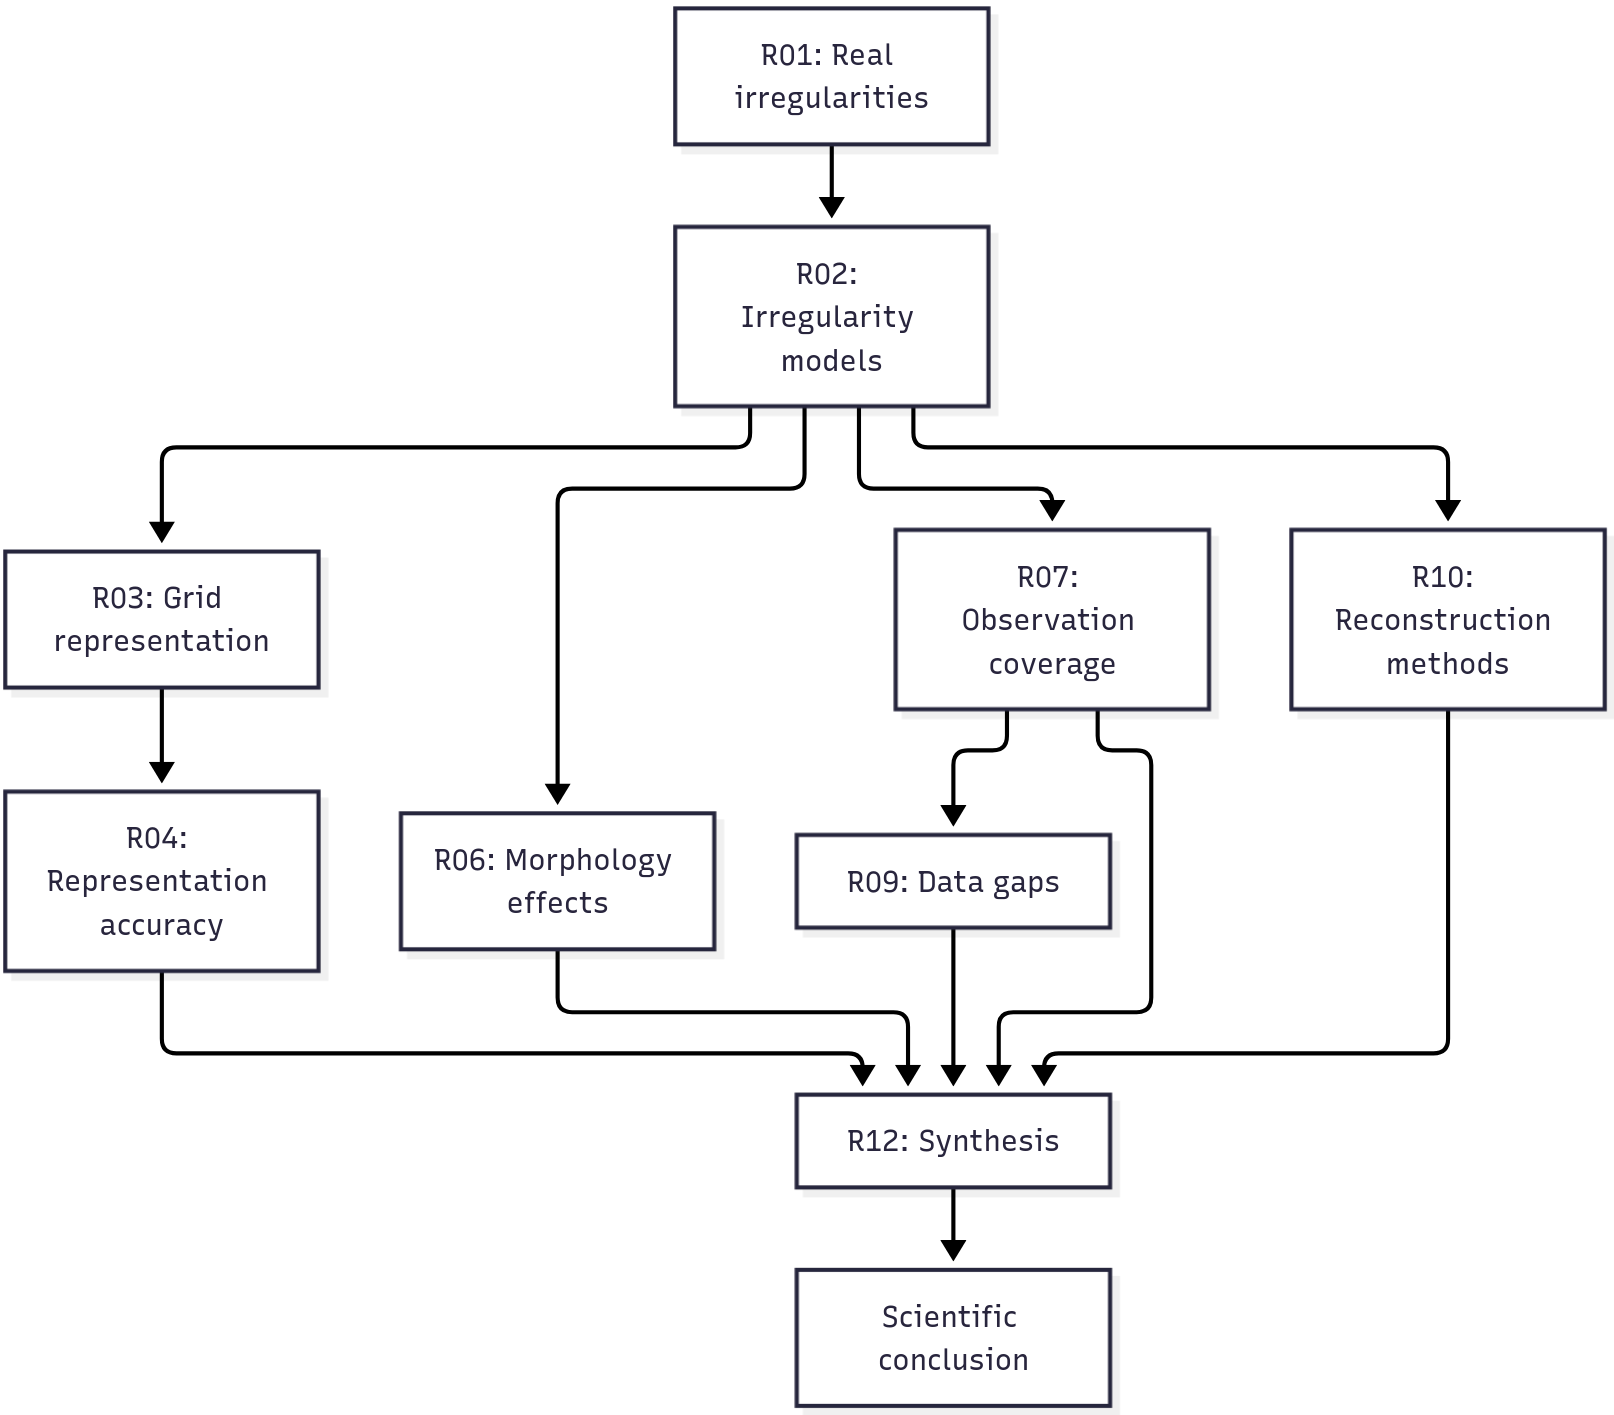 R01: Real
irregularities
R02:
Irregularity
models
R03: Grid
representation
R07:
Observation
coverage
R10:
Reconstruction
methods
R04:
Representation
accuracy
R06: Morphology
effects
R09: Data gaps
R12: Synthesis
Scientific
conclusion